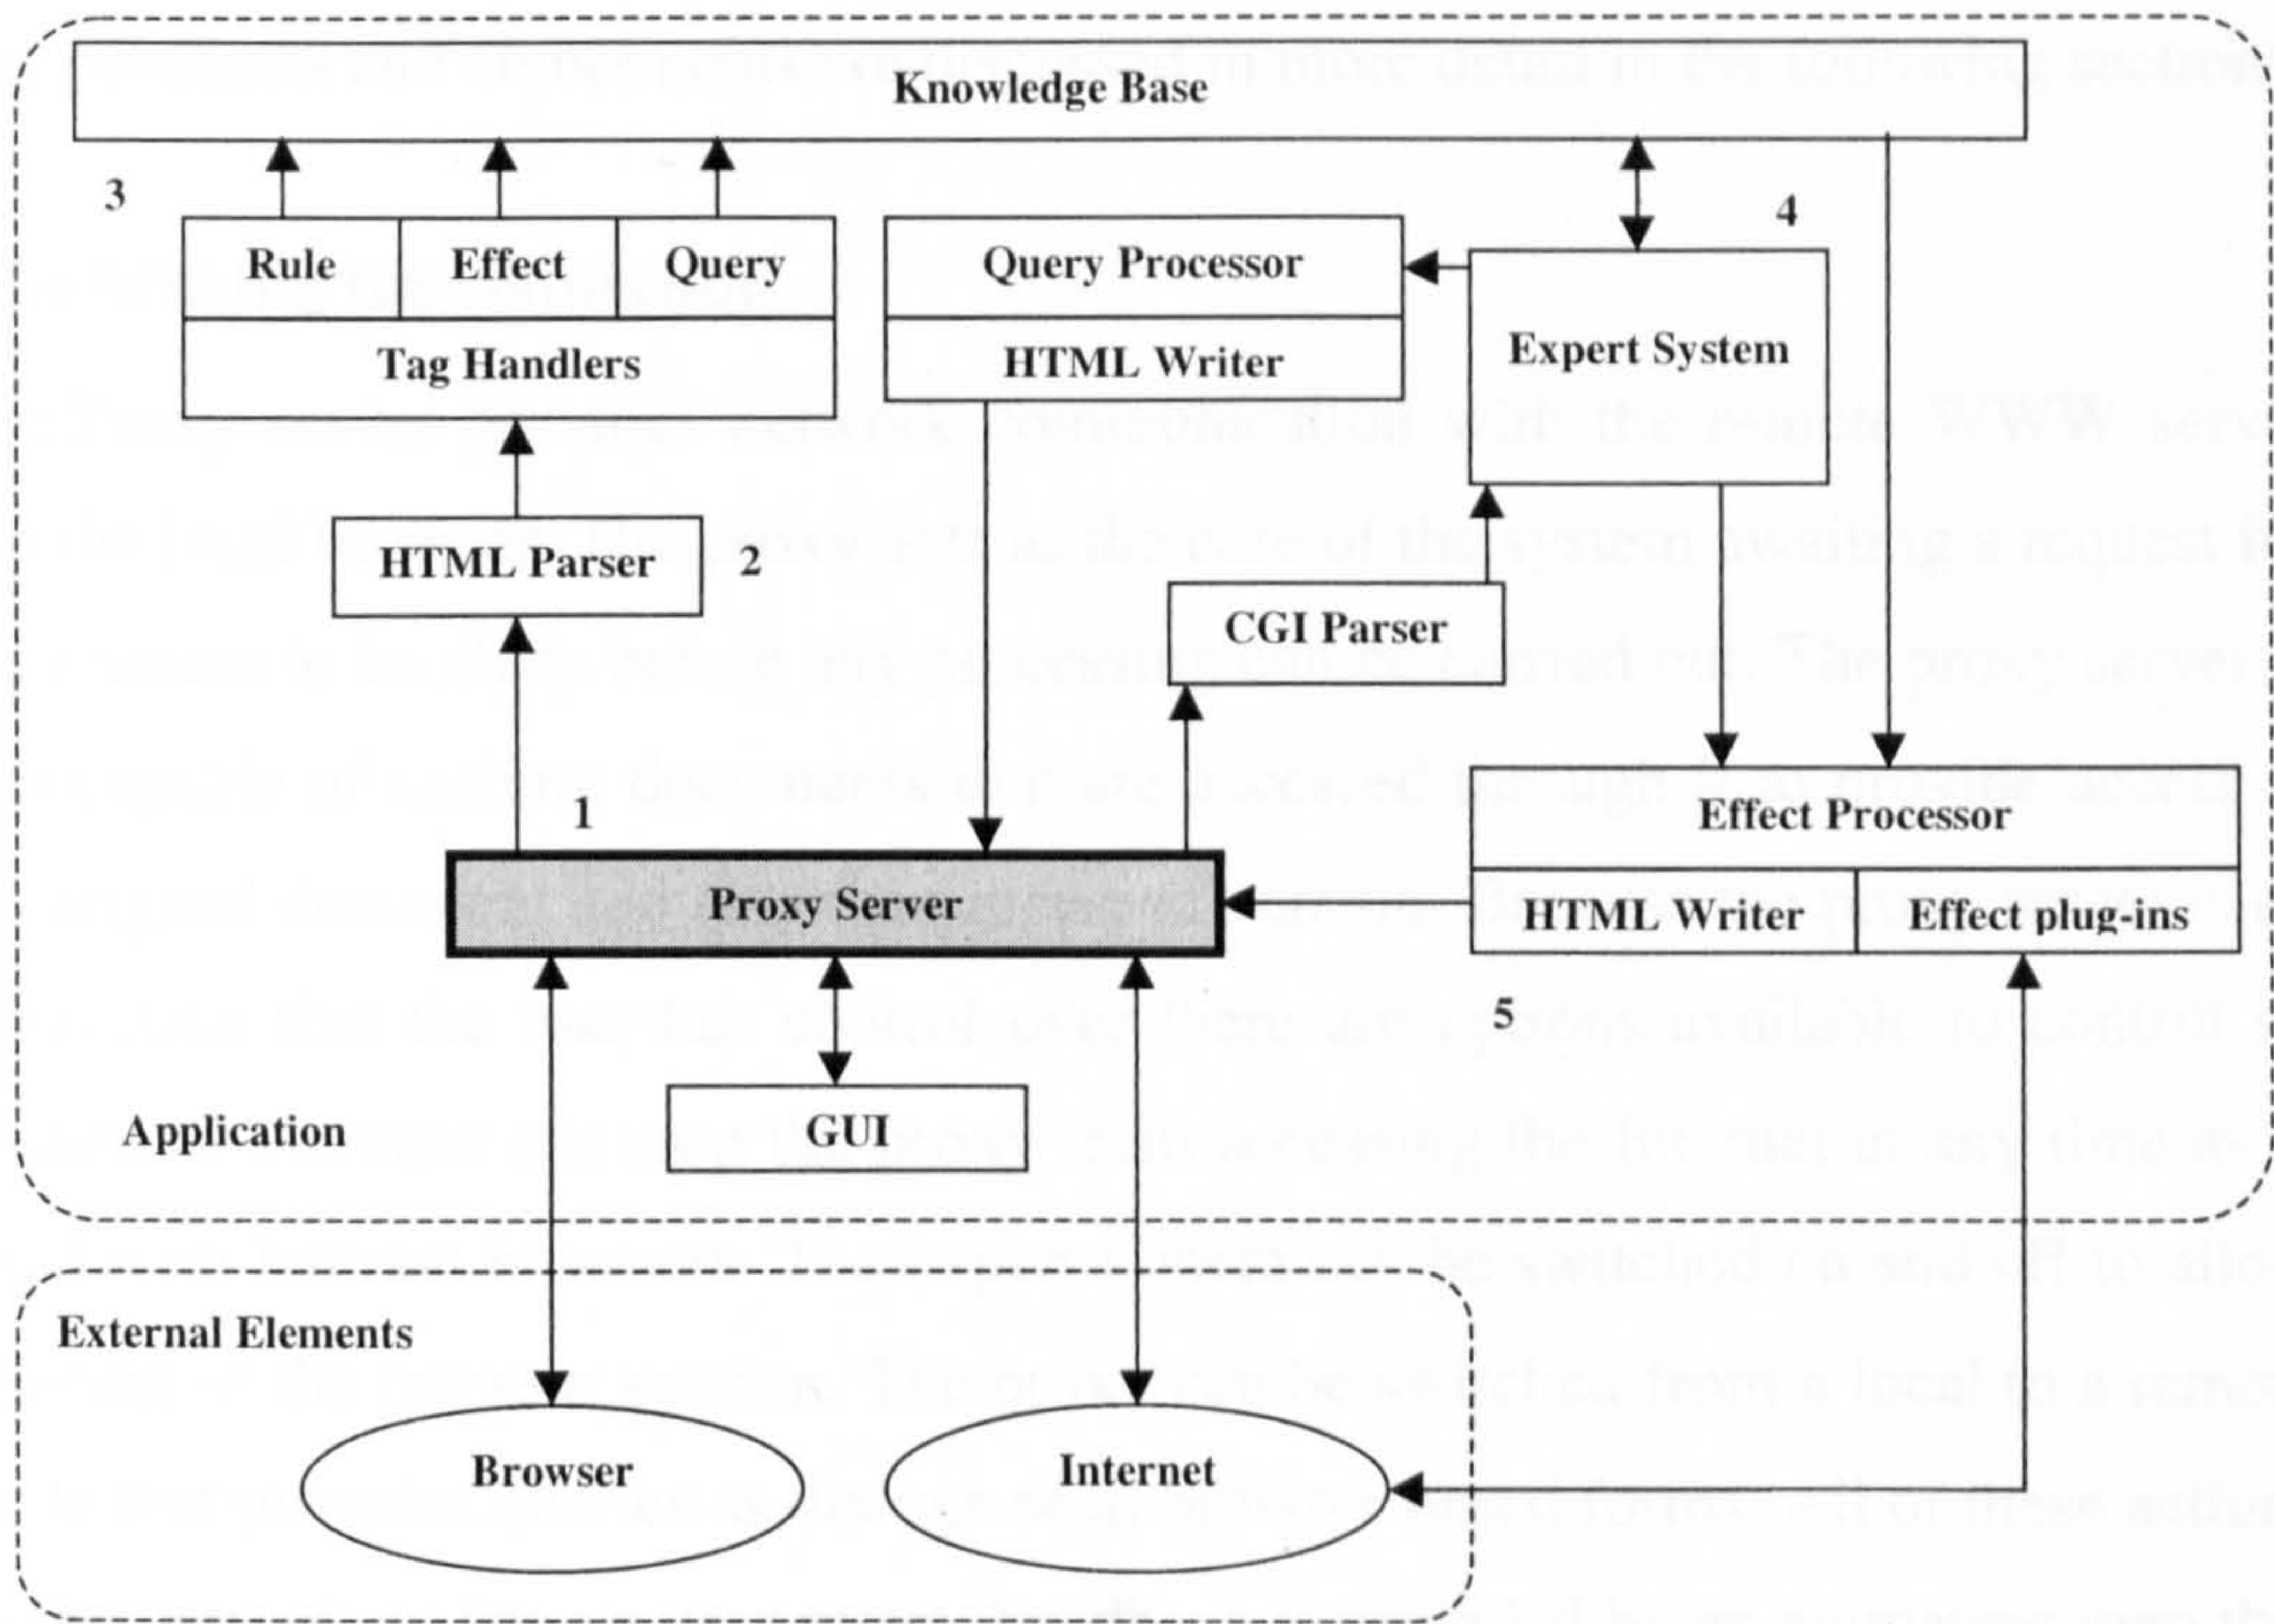 Knowledge Base
3
4
Rule
Effect
Query
Query Processor
Tag Handlers
HTML Writer
Expert System
HTML Parser
2
CGI Parser
1
Effect Processor
Proxy Server
HTML Writer
Effect plug-ins
5
Application
GUI
External Elements
Browser
Internet